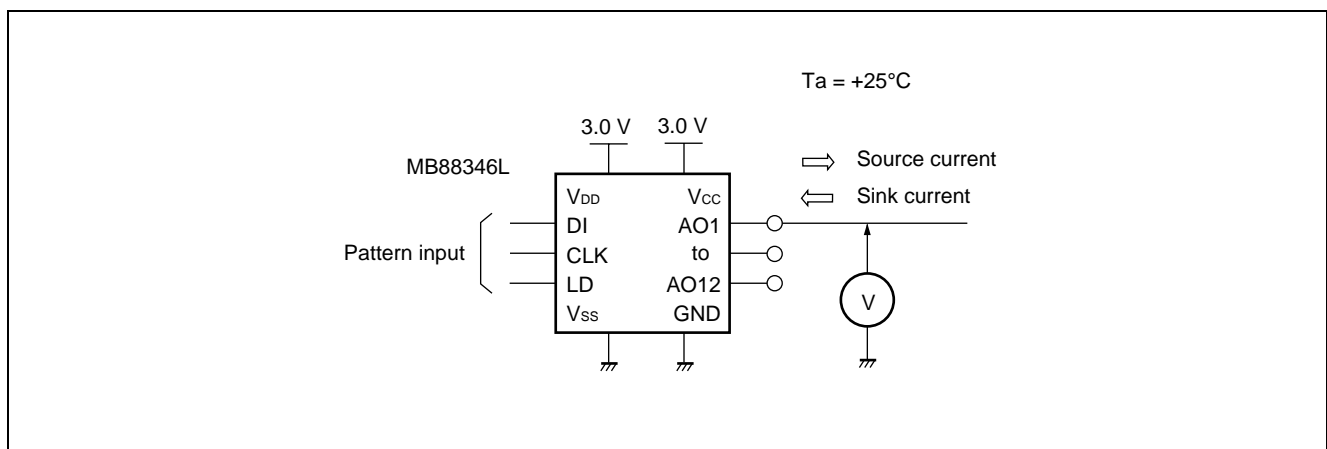 Ta = +25°C
3.0 V 3.0 V
MB88346L
Source current
Sink current
Pattern input
VDD VCC
DI AO1
CLK to
LD AO12
VSS GND
V